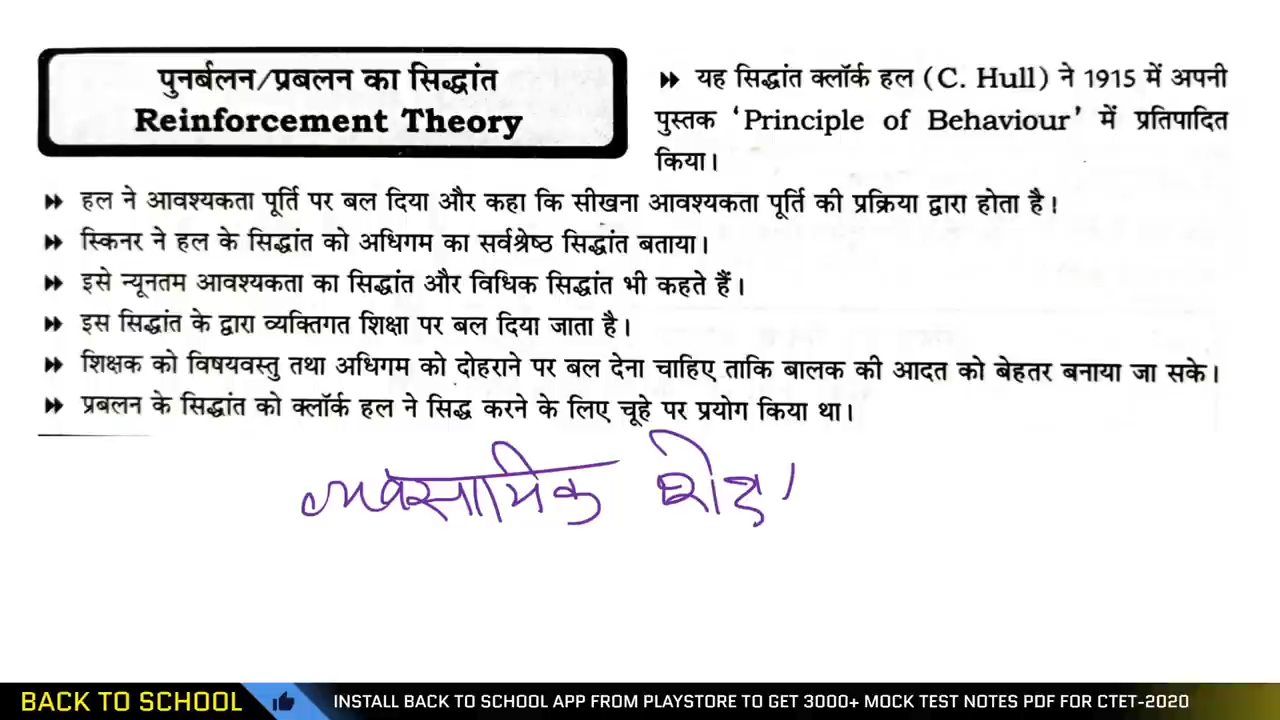 पुनर्बलन/प्रबलन का सिद्धांत
Reinforcement Theory
यह सिद्धांत क्लॉर्क हल (C. Hull) ने 1915 में अपनी
पुस्तक ‘Principle of Behaviour’ में प्रतिपादित
किया।
हल ने आवश्यकता पूर्ति पर बल दिया और कहा कि सीखना आवश्यकता पूर्ति की प्रक्रिया द्वारा होता है!
स्किनर ने हल के सिद्धांत को अधिगम का सर्वश्रेष्ठ सिद्धांत बताया।
इसे न्यूनतम आवश्यकता का सिद्धांत और विधिक सिद्धांत भी कहते हैं।
इस सिद्धांत के द्वारा व्यक्तिगत शिक्षा पर बल दिया जाता है।
शिक्षक को विषयवस्तु तथा अधिगम को दोहराने पर बल देना चाहिए ताकि बालक की आदत को बेहतर बनाया जा सके।
प्रबलन के सिद्धांत को क्लॉर्क हल ने सिद्ध करने के लिए चूहे पर प्रयोग किया था।
व्यवसायिक
BACK TO SCHOOL
INSTALL BACK TO SCHOOL APP FROM PLAYSTORE TO GET 3000+ MOCK TEST NOTES PDF FOR CTET-2020